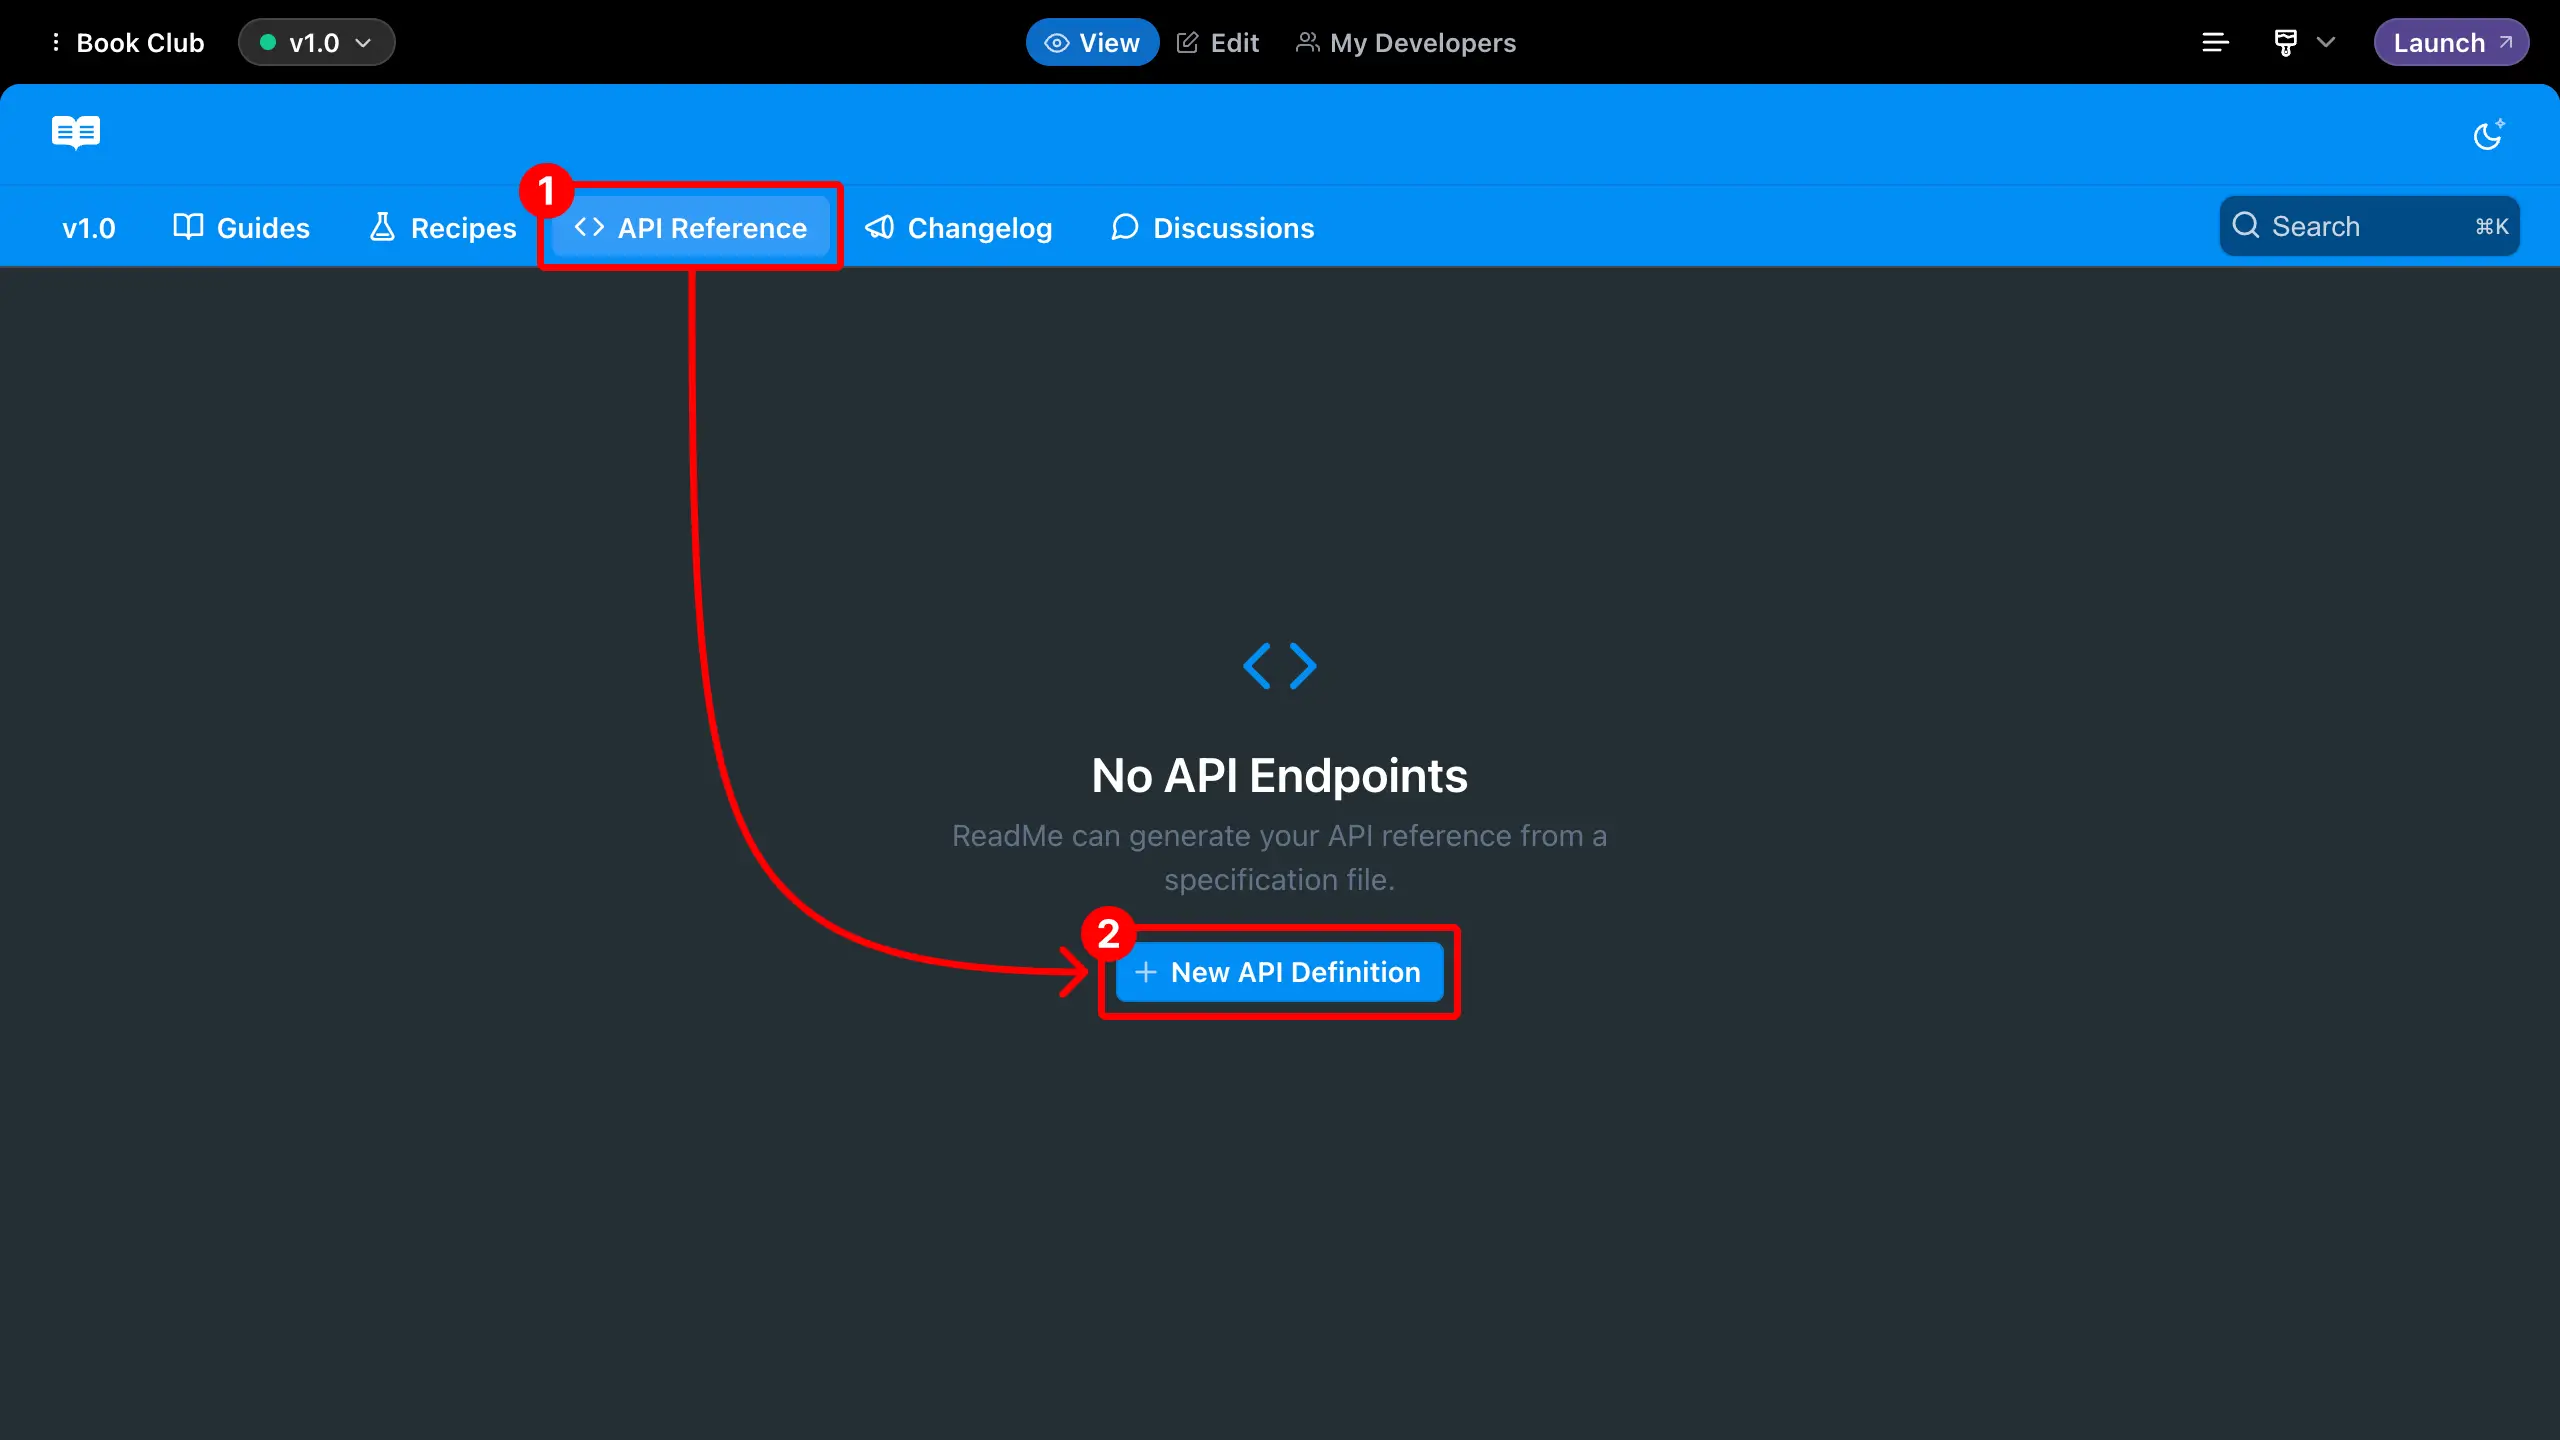 Book Club
v1.0
View
Edit
My Developers
Launch
1
v1.0
Guides
Recipes
API Reference
Changelog
Discussions
Search
⌘K
No API Endpoints
ReadMe can generate your API reference from a
specification file.
2
New API Definition